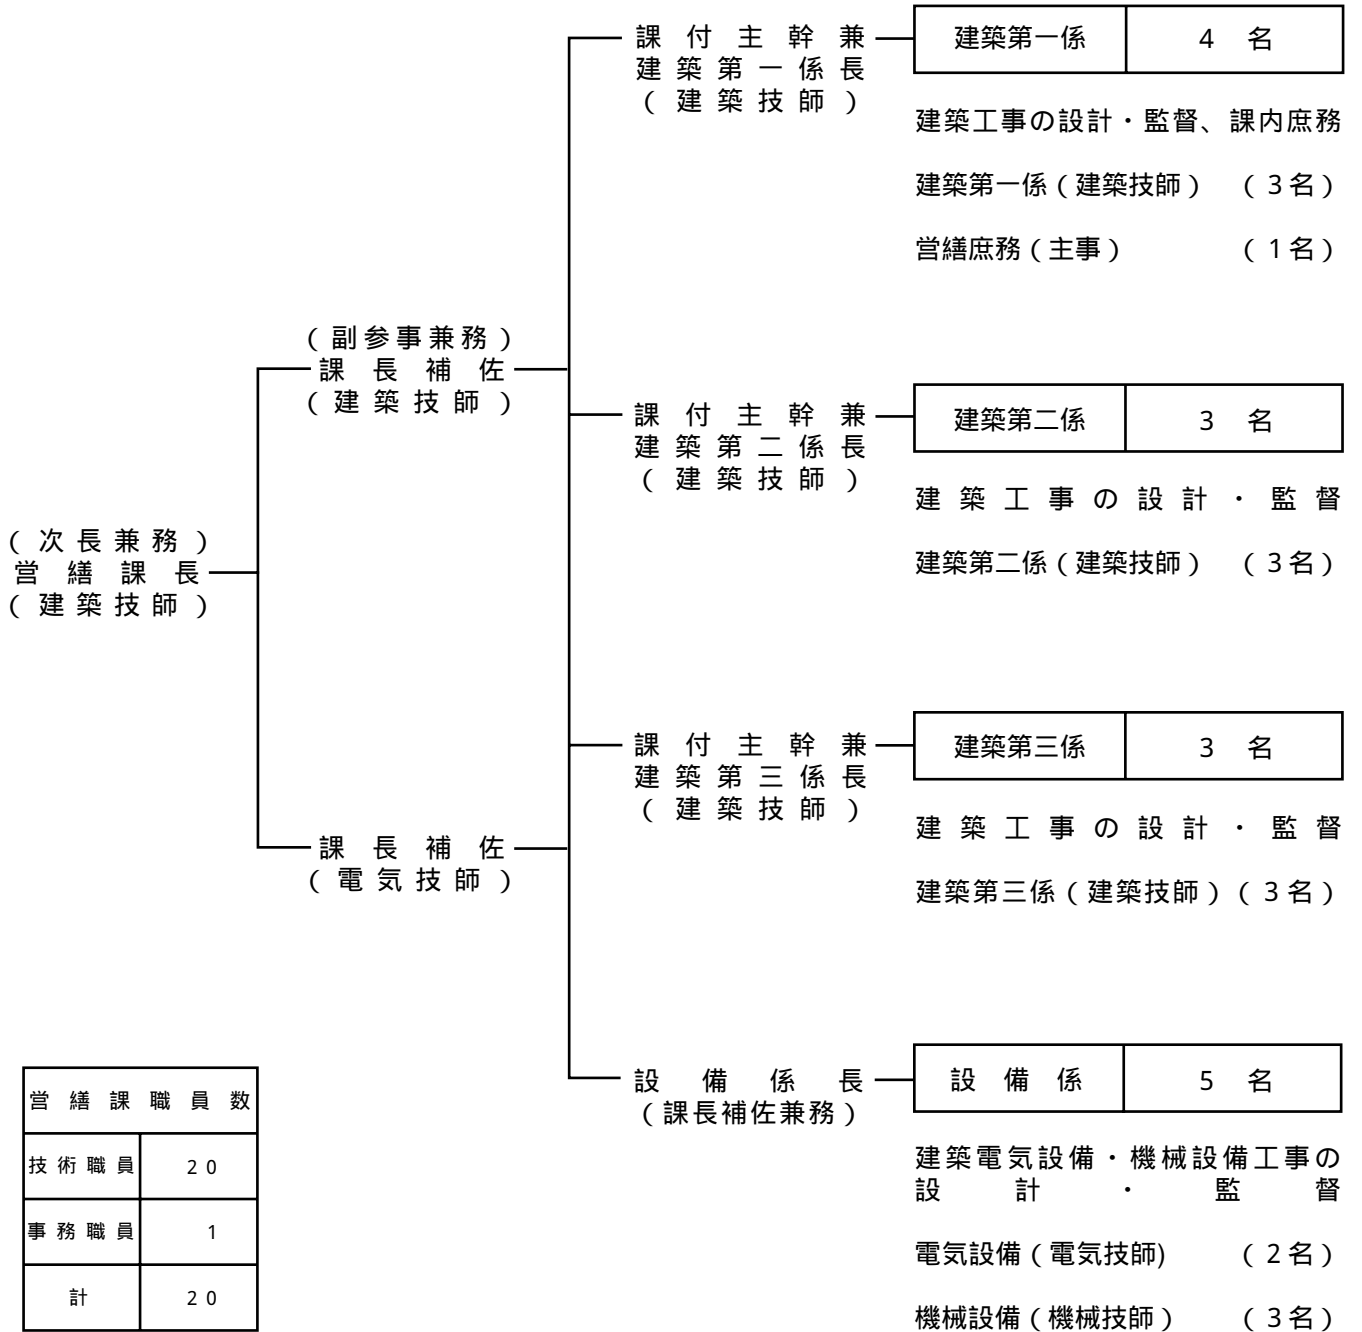 課付主幹兼
建築第一係長
(建築技師)
建築第一係 4名
建築工事の設計・監督、課内庶務
建築第一係(建築技師) (3名)
営繕庶務(主事) (1名)
(副参事兼務)
課長補佐
(建築技師)
課付主幹兼
建築第二係長
(建築技師)
建築第二係 3名
建築工事の設計・監督
建築第二係(建築技師) (3名)
(次長兼務)
営繕課長
(建築技師)
課付主幹兼
建築第三係長
(建築技師)
建築第三係 3名
建築工事の設計・監督
建築第三係(建築技師)(3名)
課長補佐
(電気技師)
設備係長
(課長補佐兼務)
設備係 5名
建築電気設備・機械設備工事の
設計・監督
電気設備(電気技師) (2名)
機械設備(機械技師) (3名)
営繕課職員数
技術職員 20
事務職員 1
計 20